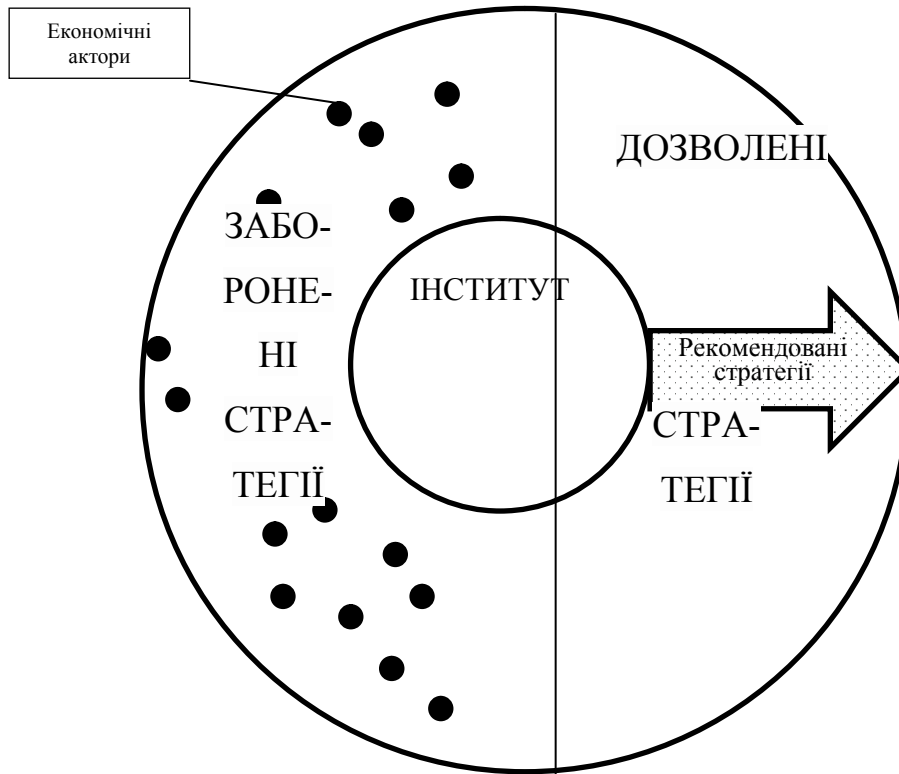 Економічні
актори
ЗАБО-
РОНЕ-
НІ
СТРА-
ТЕГІЇ
ІНСТИТУТ
ДОЗВОЛЕНІ
Рекомендовані
стратегії
СТРА-
ТЕГІЇ